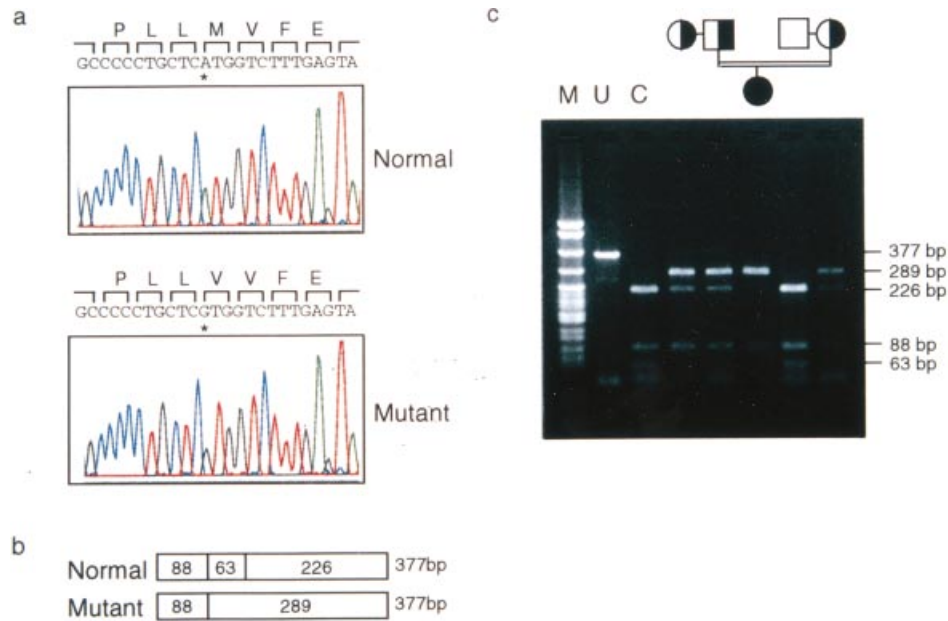 a
P L L M V F E
GCCCCCTGCTCATGGTCTTTGAGTA
*
Normal
P L L V V F E
GCCCCCTGCTCGTGGTCTTTGAGTA
*
Mutant
b
Normal 88 63 226 377bp
Mutant 88 289 377bp
c
M U C
377 bp
289 bp
226 bp
88 bp
63 bp